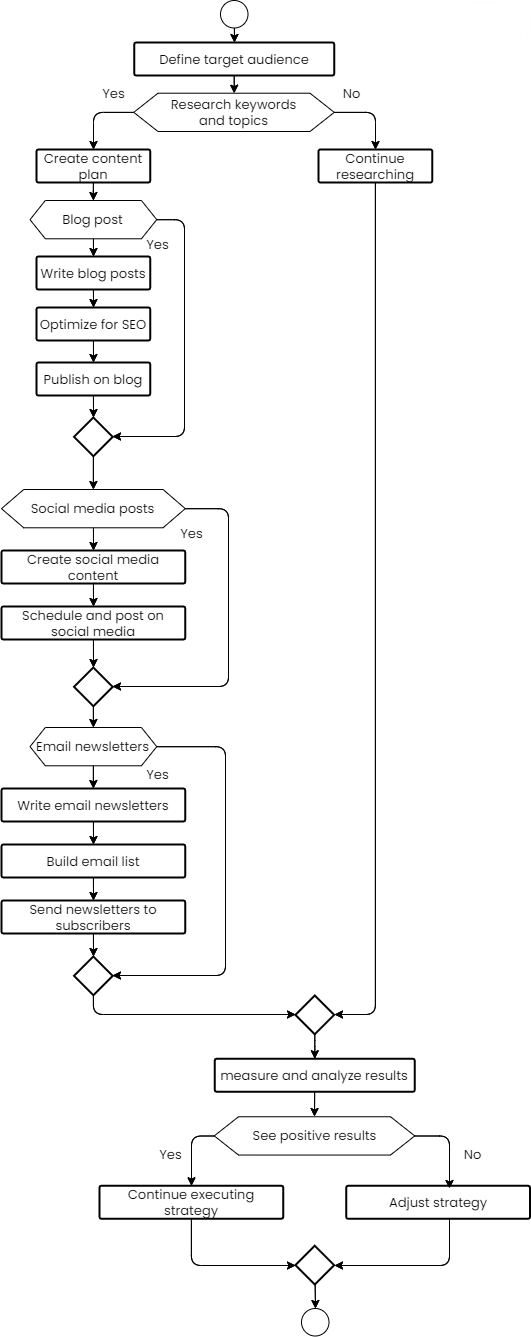 Define target audience
Yes
Research keywords
and topics
No
Create content
plan
Continue
researching
Blog post
Yes
Write blog posts
Optimize for SEO
Publish on blog
Social media posts
Yes
Create social media
content
Schedule and post on
social media
Email newsletters
Yes
Write email newsletters
Build email list
Send newsletters to
subscribers
measure and analyze results
See positive results
Yes
No
Continue executing
strategy
Adjust strategy